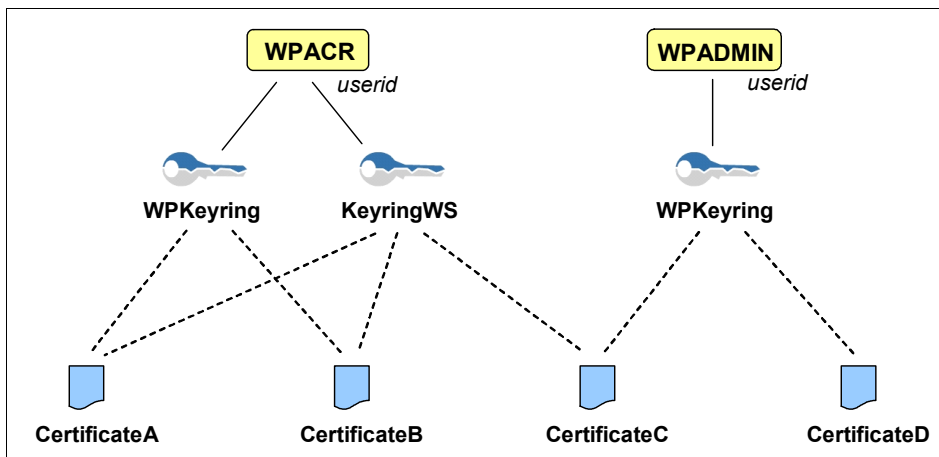 WPACR
userid
WPADMIN
userid
WPKeyring
KeyringWS
WPKeyring
CertificateA
CertificateB
CertificateC
CertificateD